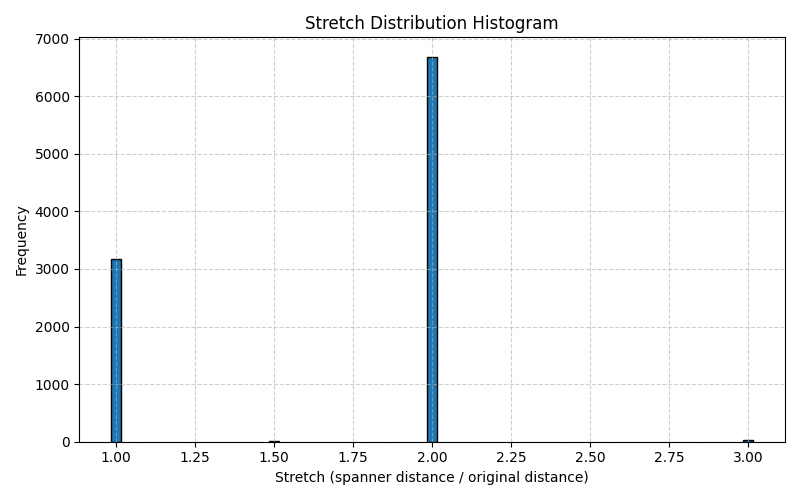 Stretch Distribution Histogram
7000
6000
5000
4000
3000
2000
1000
0
Frequency
1.00 1.25 1.50 1.75 2.00 2.25 2.50 2.75 3.00
Stretch (spanner distance / original distance)